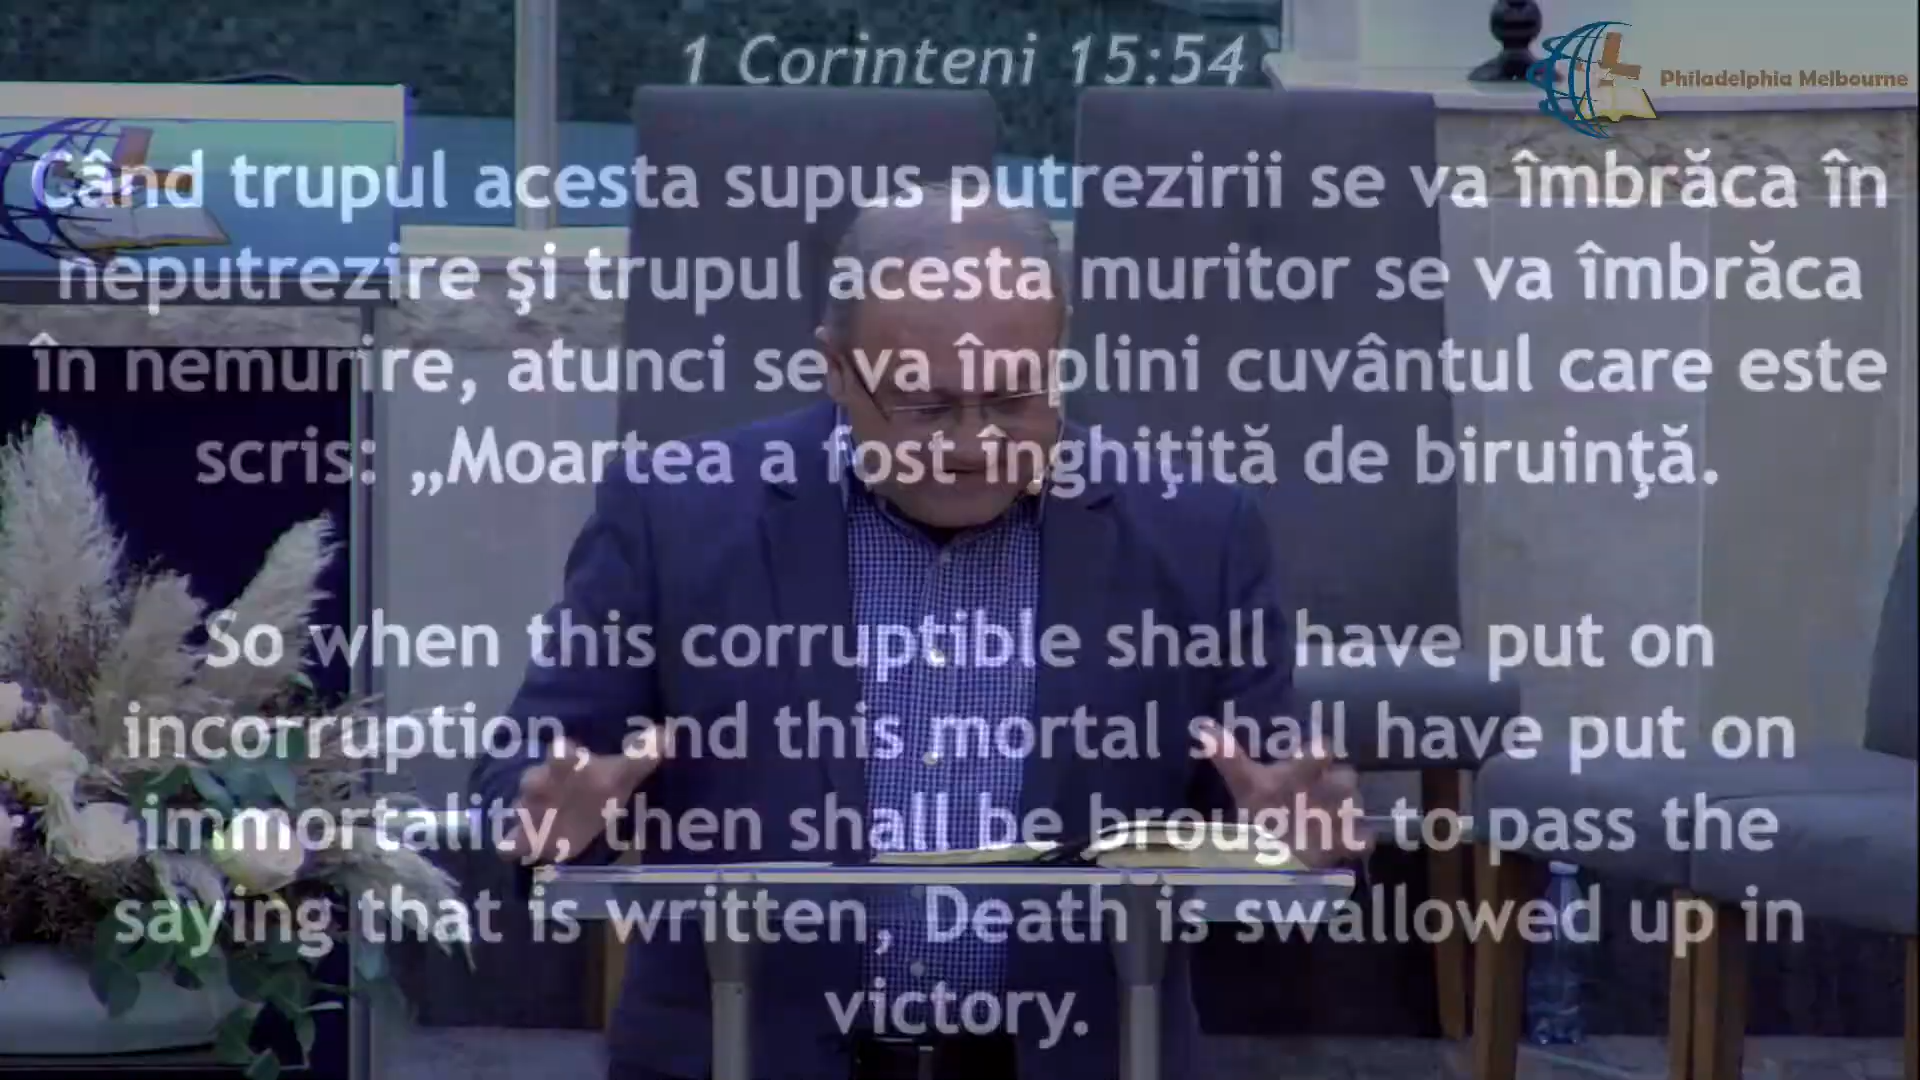 1 Corinteni 15:54
Philadelphia Melbourne
Când trupul acesta supus putrezirii se va îmbrăca în
neputrezire şi trupul acesta muritor se va îmbrăca
în nemurire, atunci se va împlini cuvântul care este
scris: „Moartea a fost înghiţită de biruinţă.
So when this corruptible shall have put on
incorruption, and this mortal shall have put on
immortality, then shall be brought to pass the
saying that is written, Death is swallowed up in
victory.